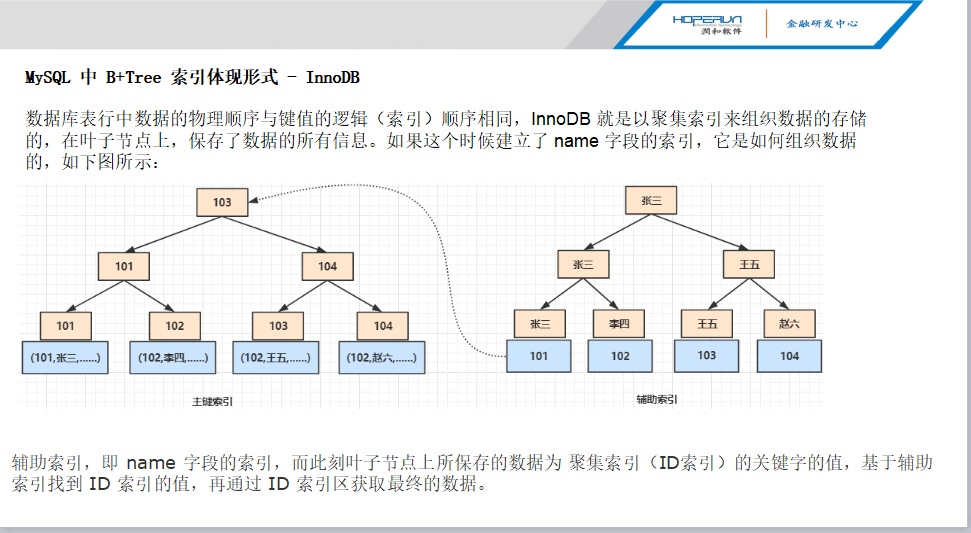 HOPERUN
Information Technology
潤和軟件
金融研发中心
MySQL 中 B+Tree 索引体现形式 - InnoDB
数据库表行中数据的物理顺序与键值的逻辑（索引）顺序相同，InnoDB 就是以聚集索引来组织数据的存储
的，在叶子节点上，保存了数据的所有信息。如果这个时候建立了 name 字段的索引，它是如何组织数据
的，如下图所示：
103
101 104
101 102 103 104
(101,张三,......) (102,李四,......) (102,王五,......) (102,赵六,......)
主键索引
张三
张三 王五
张三 李四 王五 赵六
101 102 103 104
辅助索引
辅助索引，即 name 字段的索引，而此刻叶子节点上所保存的数据为 聚集索引（ID索引）的关键字的值，基于辅助
索引找到 ID 索引的值，再通过 ID 索引区获取最终的数据。